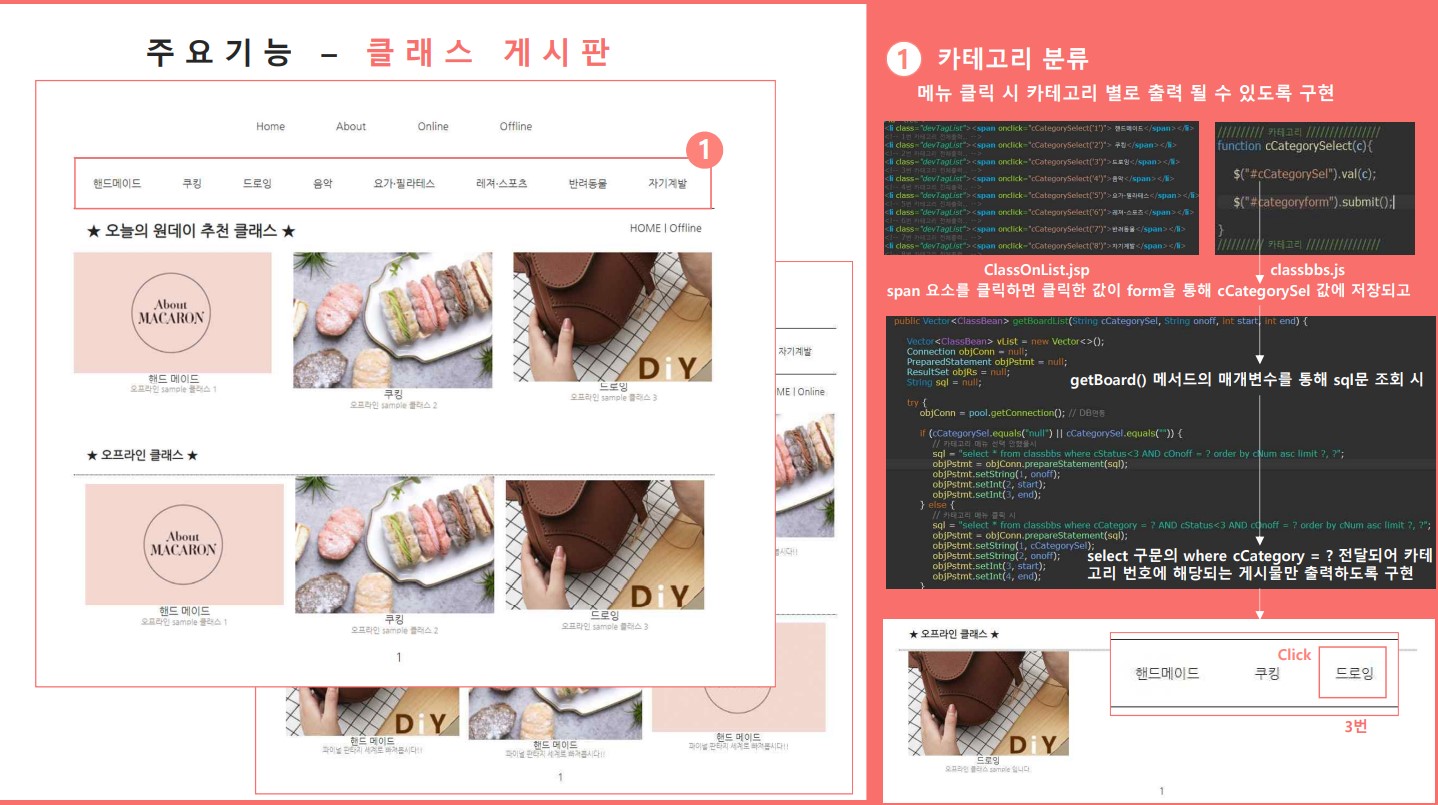 주요기능 – 클래스 게시판
Home About Online Offline
1
핸드메이드 쿠킹 드로잉 음악 요가·필라테스 레져·스포츠 반려동물 자기계발
★ 오늘의 원데이 추천 클래스 ★
HOME | Offline
About
MACARON
DiY
핸드 메이드
오프라인 sample 클래스 1
쿠킹
오프라인 sample 클래스 2
드로잉
오프라인 sample 클래스 3
★ 오프라인 클래스 ★
About
MACARON
DiY
핸드 메이드
오프라인 sample 클래스 1
쿠킹
오프라인 sample 클래스 2
드로잉
오프라인 sample 클래스 3
1
자기계발
ME | Online
DiY
핸드 메이드
파이널 판타지 세계로 빠져봅시다!!
핸드 메이드
파이널 판타지 세계로 빠져봅시다!!
핸드 메이드
파이널 판타지 세계로 빠져봅시다!!
1
1 카테고리 분류
메뉴 클릭 시 카테고리 별로 출력 될 수 있도록 구현
<li class="devTagList"><span onclick="cCategorySelect('1')"> 핸드메이드</span></li>
<li class="devTagList"><span onclick="cCategorySelect('2')"> 쿠킹</span></li>
<li class="devTagList"><span onclick="cCategorySelect('3')">드로잉</span></li>
<li class="devTagList"><span onclick="cCategorySelect('4')">음악</span></li>
<li class="devTagList"><span onclick="cCategorySelect('5')">요가·필라테스</span></li>
<li class="devTagList"><span onclick="cCategorySelect('6')">레져·스포츠</span></li>
<li class="devTagList"><span onclick="cCategorySelect('7')">반려동물</span></li>
<li class="devTagList"><span onclick="cCategorySelect('8')">자기계발</span></li>
////////// 카테고리 ///////////////
function cCategorySelect(c){
$("#cCategorySel").val(c);
$("#categoryform").submit();
}
////////// 카테고리 ///////////////
ClassOnList.jsp
classbbs.js
span 요소를 클릭하면 클릭한 값이 form을 통해 cCategorySel 값에 저장되고
public Vector<ClassBean> getBoardList(String cCategorySel, String onoff, int start, int end) {
Vector<ClassBean> vList = new Vector<>();
Connection objConn = null;
PreparedStatement objPstmt = null;
ResultSet objRs = null;
String sql = null;
getBoard() 메서드의 매개변수를 통해 sql문 조회 시
try {
objConn = pool.getConnection(); // DB연동
if (cCategorySel.equals("null") || cCategorySel.equals("")) {
// 카테고리 메뉴 선택 안했을시
sql = "select * from classbbs where cStatus<3 AND cOnoff = ? order by cNum asc limit ?, ?";
objPstmt = objConn.prepareStatement(sql);
objPstmt.setString(1, onoff);
objPstmt.setInt(2, start);
objPstmt.setInt(3, end);
} else {
// 카테고리 메뉴 클릭 시
sql = "select * from classbbs where cCategory = ? AND cStatus<3 AND cOnoff = ? order by cNum asc limit ?, ?";
objPstmt = objConn.prepareStatement(sql);
objPstmt.setString(1, cCategorySel);
objPstmt.setString(2, onoff);
objPstmt.setInt(3, start);
objPstmt.setInt(4, end);
}
select 구문의 where cCategory = ? 전달되어 카테
고리 번호에 해당되는 게시물만 출력하도록 구현
★ 오프라인 클래스 ★
DiY
드로잉
오프라인 클래스 sample 입니다
Click
핸드메이드 쿠킹 드로잉
3번
1